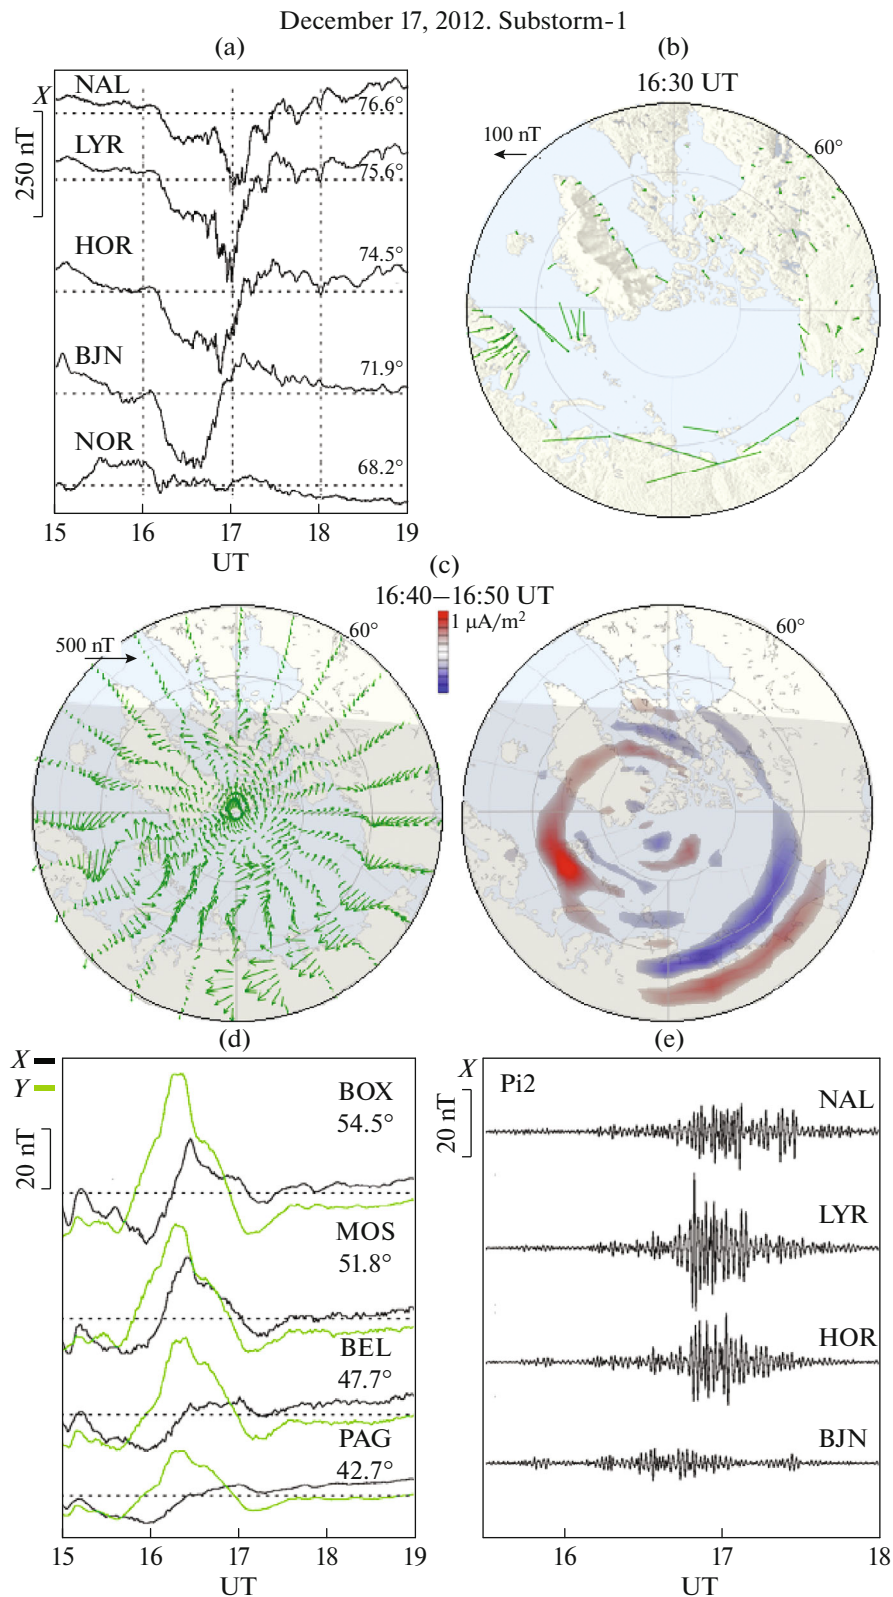 December 17, 2012. Substorm-1
(a)
X
250 nT
NAL
76.6°
LYR
75.6°
HOR
74.5°
BJN
71.9°
NOR
68.2°
15 16 17 18 19
UT
(b)
16:30 UT
100 nT
60°
(c)
16:40–16:50 UT
1 μA/m²
500 nT
60°
60°
(d)
X
Y
20 nT
BOX
54.5°
MOS
51.8°
BEL
47.7°
PAG
42.7°
15 16 17 18 19
UT
(e)
X
20 nT
Pi2
NAL
LYR
HOR
BJN
16 17 18
UT